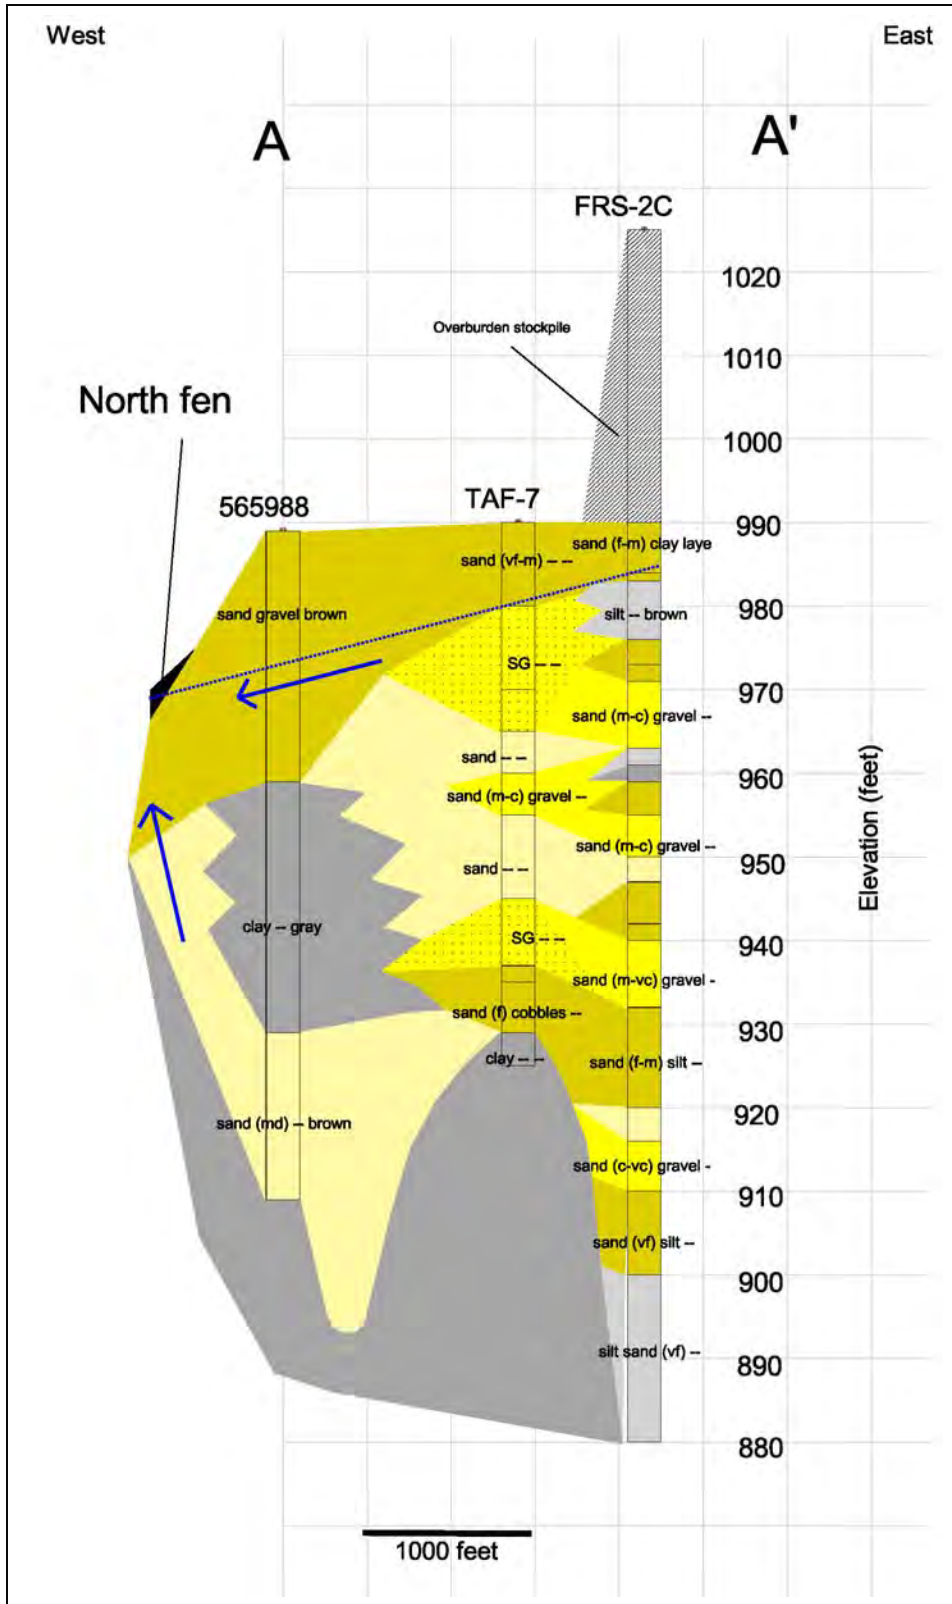 West
East
A
A'
FRS-2C
1020
Overburden stockpile
1010
North fen
1000
565988
TAF-7
990
sand (f-m) clay laye
sand (vf-m) -- --
sand gravel brown
silt -- brown
980
SG -- --
970
sand (m-c) gravel --
sand -- --
960
sand (m-c) gravel --
sand (m-c) gravel --
950
sand -- --
Elevation (feet)
clay -- gray
SG -- --
940
sand (m-vc) gravel -
sand (f) cobbles --
930
clay -- --
sand (f-m) silt --
920
sand (md) -- brown
sand (c-vc) gravel -
910
sand (vf) silt --
900
silt sand (vf) --
890
880
1000 feet